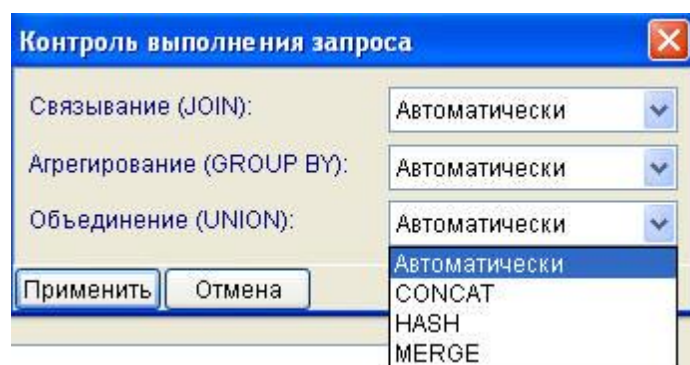 Контроль выполнения запроса
Связывание (JOIN): Автоматически
Агрегирование (GROUP BY): Автоматически
Объединение (UNION): Автоматически
Автоматически
CONCAT
HASH
MERGE
Применить Отмена